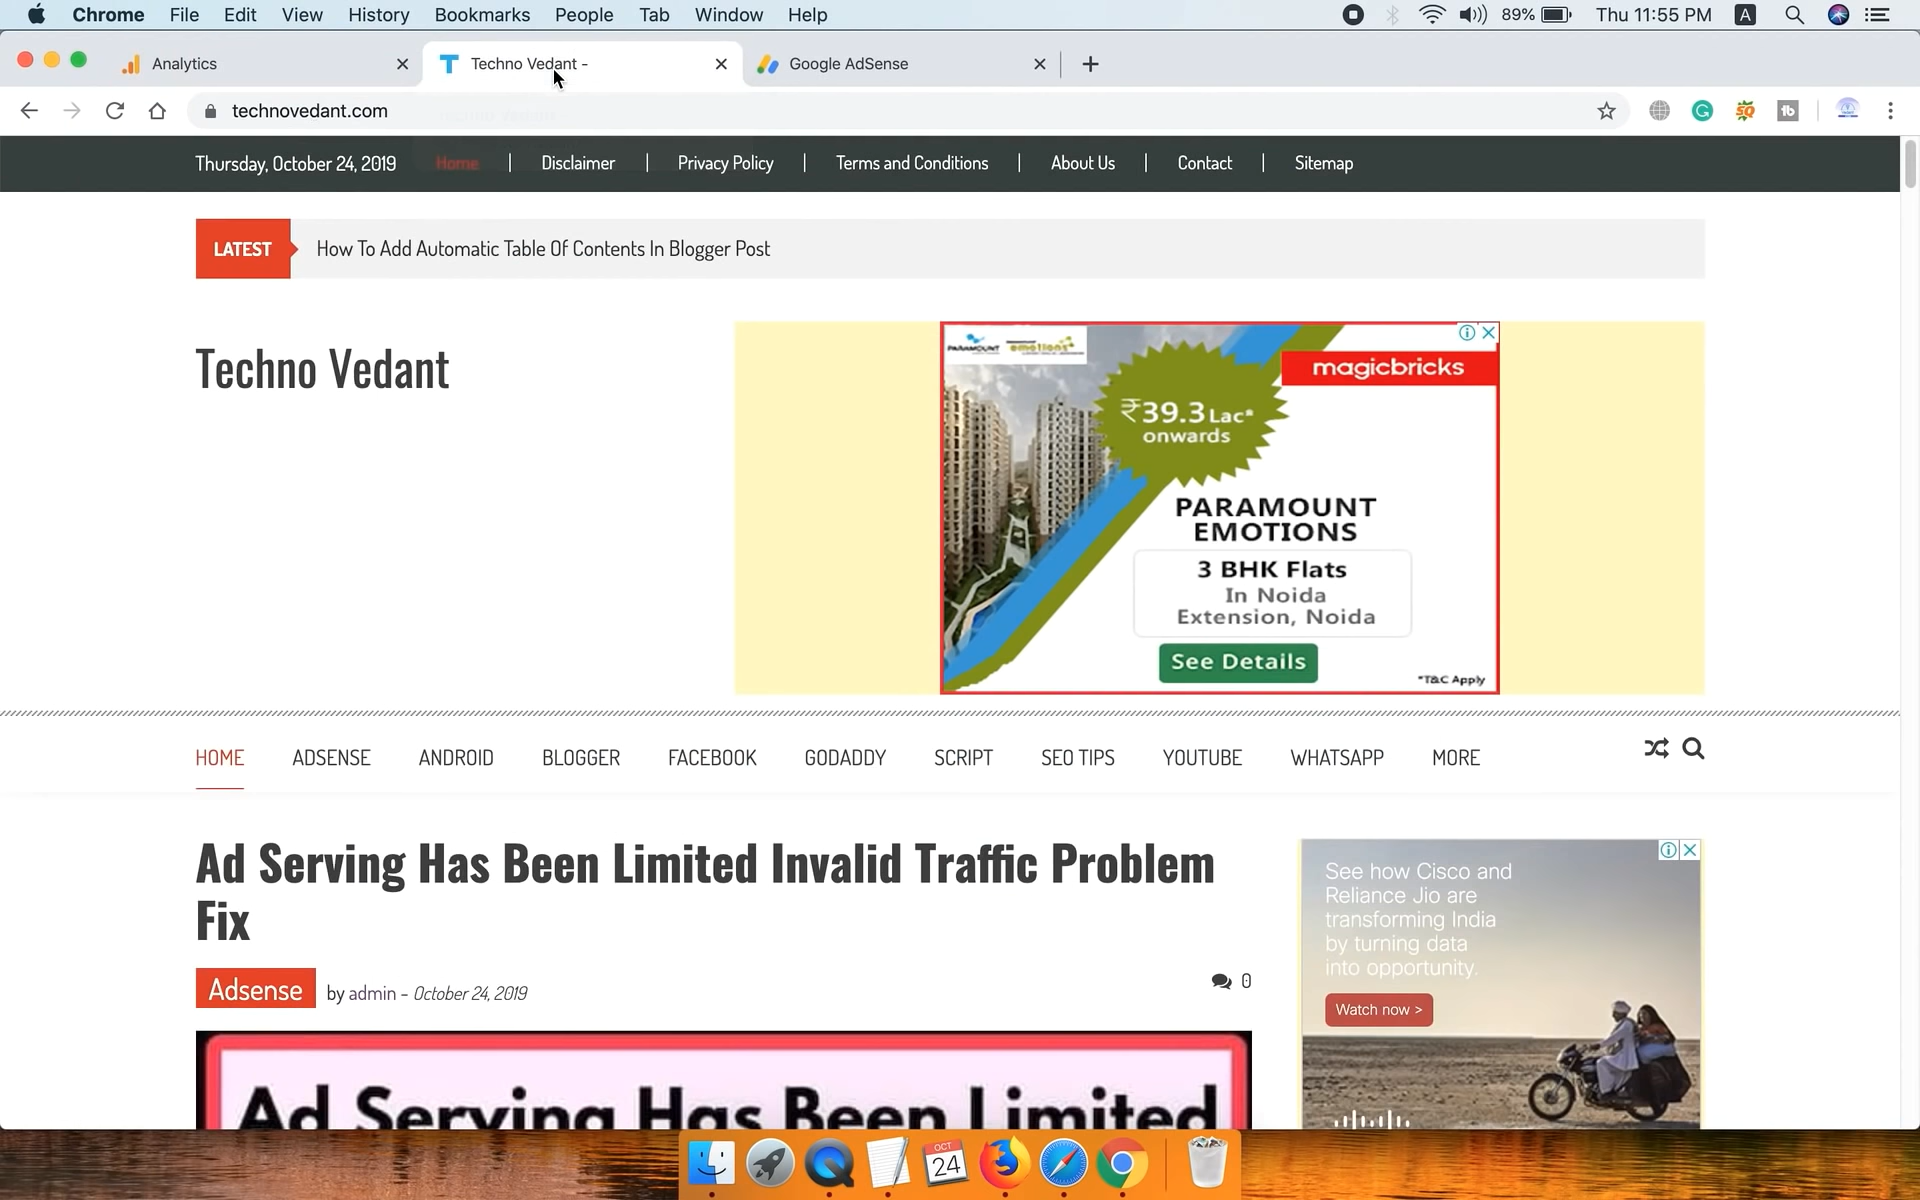 Chrome File Edit View History Bookmarks People Tab Window Help 89% Thu 11:55 PM A
Analytics Techno Vedant - Google AdSense
technovedant.com
Thursday, October 24, 2019 Home | Disclaimer | Privacy Policy | Terms and Conditions | About Us | Contact | Sitemap
LATEST How To Add Automatic Table Of Contents In Blogger Post
Techno Vedant
PARAMOUNT emotions
magicbricks
₹39.3 Lac*
onwards
PARAMOUNT
EMOTIONS
3 BHK Flats
In Noida
Extension, Noida
See Details
*T&C Apply
HOME ADSENSE ANDROID BLOGGER FACEBOOK GODADDY SCRIPT SEO TIPS YOUTUBE WHATSAPP MORE
Ad Serving Has Been Limited Invalid Traffic Problem
Fix
Adsense by admin - October 24, 2019 0
Ad Serving Has Been Limited
See how Cisco and
Reliance Jio are
transforming India
by turning data
into opportunity.
Watch now >
OCT
24